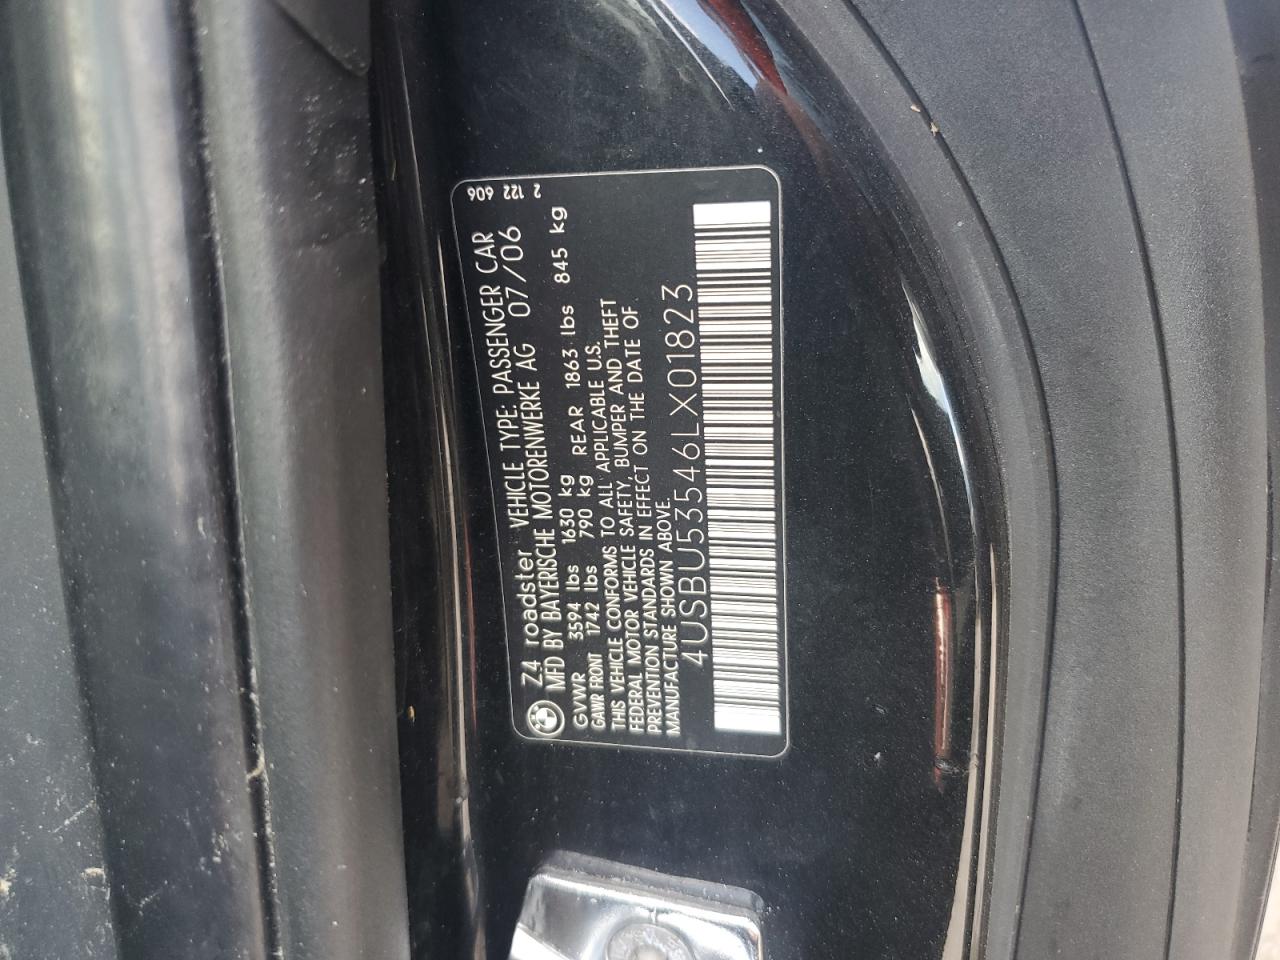 Z4 roadster VEHICLE TYPE: PASSENGER CAR
MFD BY BAYERISCHE MOTORENWERKE AG 07/06
GVWR 3594 lbs 1630 kg
GAWR FRONT 1742 lbs 790 kg REAR 1863 lbs 845 kg
THIS VEHICLE CONFORMS TO ALL APPLICABLE U.S.
FEDERAL MOTOR VEHICLE SAFETY, BUMPER AND THEFT
PREVENTION STANDARDS IN EFFECT ON THE DATE OF
MANUFACTURE SHOWN ABOVE.
4USBU53546LX01823
2 122 606